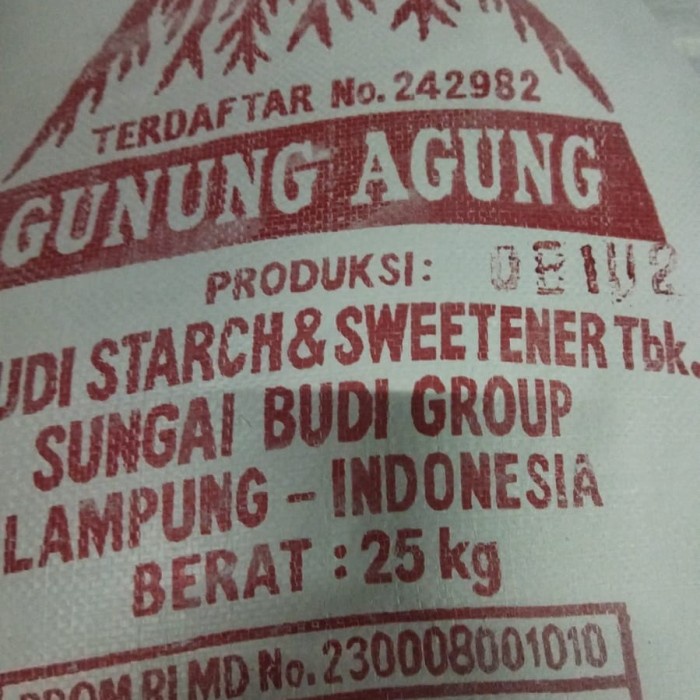 TERDAFTAR No. 242982
GUNUNG AGUNG
PRODUKSI:
UDI STARCH & SWEETENER Tbk.
SUNGAI BUDI GROUP
LAMPUNG - INDONESIA
BERAT : 25 kg
RI MD No. 230008001010